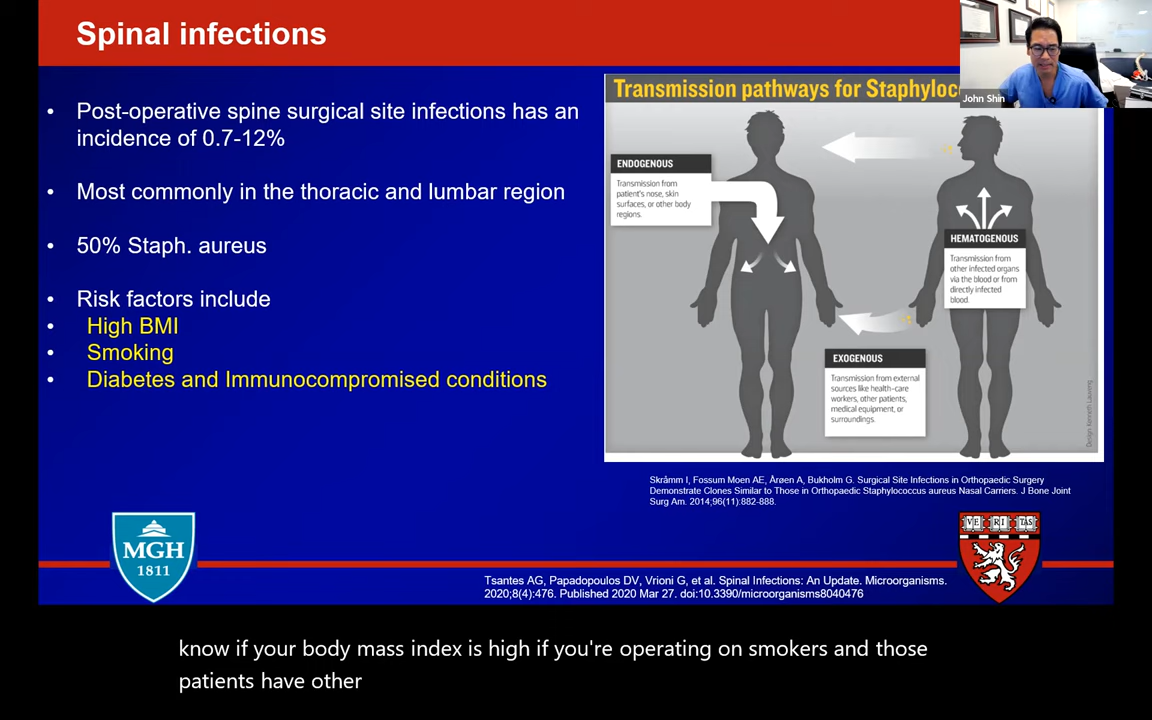 Spinal infections
• Post-operative spine surgical site infections has an
incidence of 0.7-12%
• Most commonly in the thoracic and lumbar region
• 50% Staph. aureus
• Risk factors include
• High BMI
• Smoking
• Diabetes and Immunocompromised conditions
Transmission pathways for Staphyloc
John Shin
ENDOGENOUS
Transmission from
patient's nose, skin
surfaces, or other body
regions.
HEMATOGENOUS
Transmission from
other infected organs
via the blood or from
directly infected
blood.
EXOGENOUS
Transmission from external
sources like health-care
workers, other patients,
medical equipment, or
surroundings.
Design Kenneth Lauveng
Skråmm I, Fossum Moen AE, Årøen A, Bukholm G. Surgical Site Infections in Orthopaedic Surgery
Demonstrate Clones Similar to Those in Orthopaedic Staphylococcus aureus Nasal Carriers. J Bone Joint
Surg Am. 2014;96(11):882-888.
MGH
1811
VE RI TAS
Tsantes AG, Papadopoulos DV, Vrioni G, et al. Spinal Infections: An Update. Microorganisms.
2020;8(4):476. Published 2020 Mar 27. doi:10.3390/microorganisms8040476
know if your body mass index is high if you're operating on smokers and those
patients have other